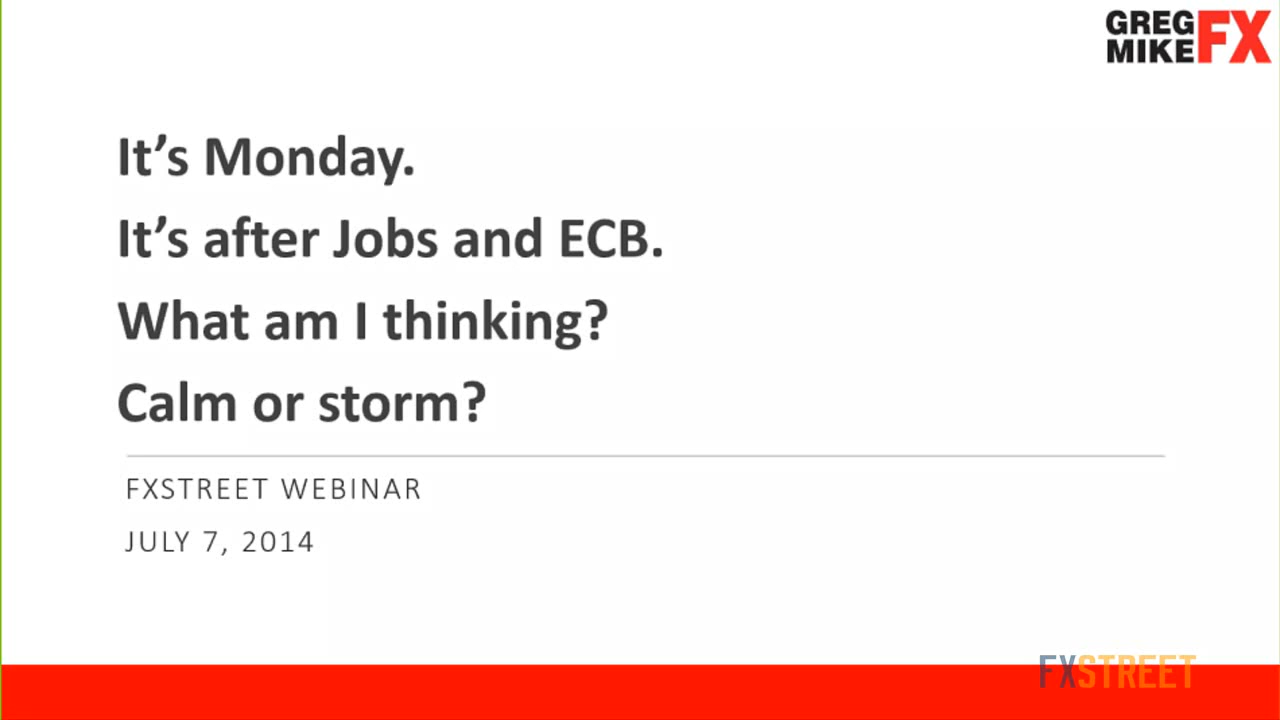 GREG
MIKE FX
It's Monday.
It's after Jobs and ECB.
What am I thinking?
Calm or storm?
FXSTREET WEBINAR
JULY 7, 2014
FXSTREET